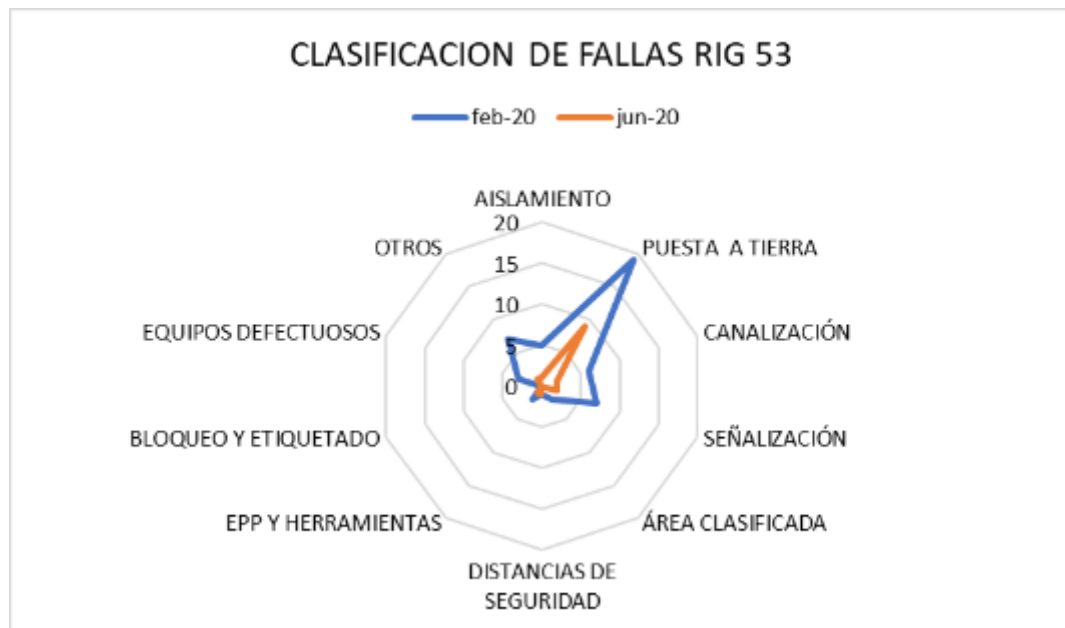 CLASIFICACION DE FALLAS RIG 53
feb-20 jun-20
AISLAMIENTO
20
OTROS
PUESTA A TIERRA
15
10
EQUIPOS DEFECTUOSOS
CANALIZACIÓN
5
0
BLOQUEO Y ETIQUETADO
SEÑALIZACIÓN
EPP Y HERRAMIENTAS
ÁREA CLASIFICADA
DISTANCIAS DE
SEGURIDAD